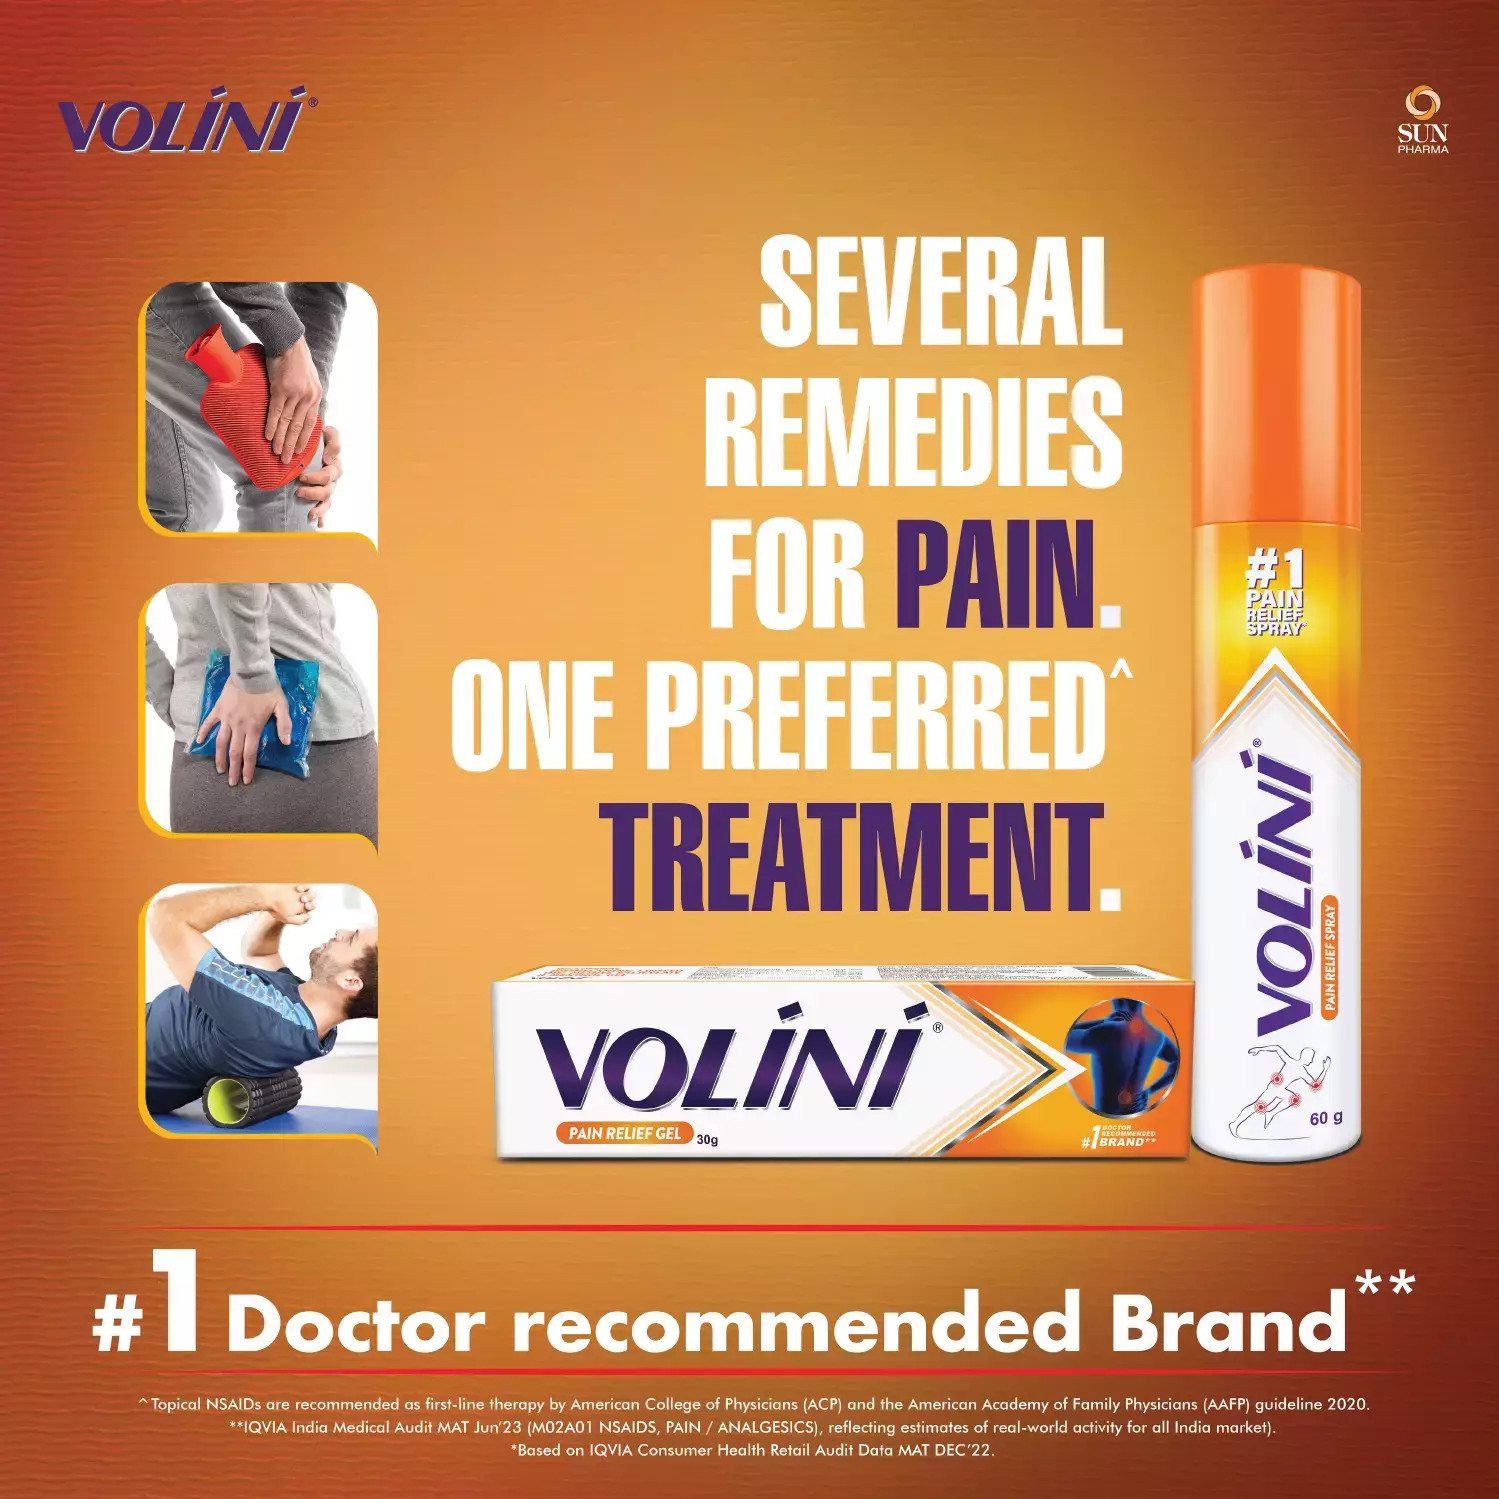 VOLINI®
SUN
PHARMA
SEVERAL
REMEDIES
FOR PAIN.
ONE PREFERRED^
TREATMENT.
#1
PAIN
RELIEF
SPRAY*
VOLINI®
PAIN RELIEF SPRAY
60 g
VOLINI®
PAIN RELIEF GEL 30g
#1 DOCTOR
RECOMMENDED
BRAND**
#1 Doctor recommended Brand**
^ Topical NSAIDs are recommended as first-line therapy by American College of Physicians (ACP) and the American Academy of Family Physicians (AAFP) guideline 2020.
**IQVIA India Medical Audit MAT Jun'23 (M02A01 NSAIDS, PAIN / ANALGESICS), reflecting estimates of real-world activity for all India market).
*Based on IQVIA Consumer Health Retail Audit Data MAT DEC'22.